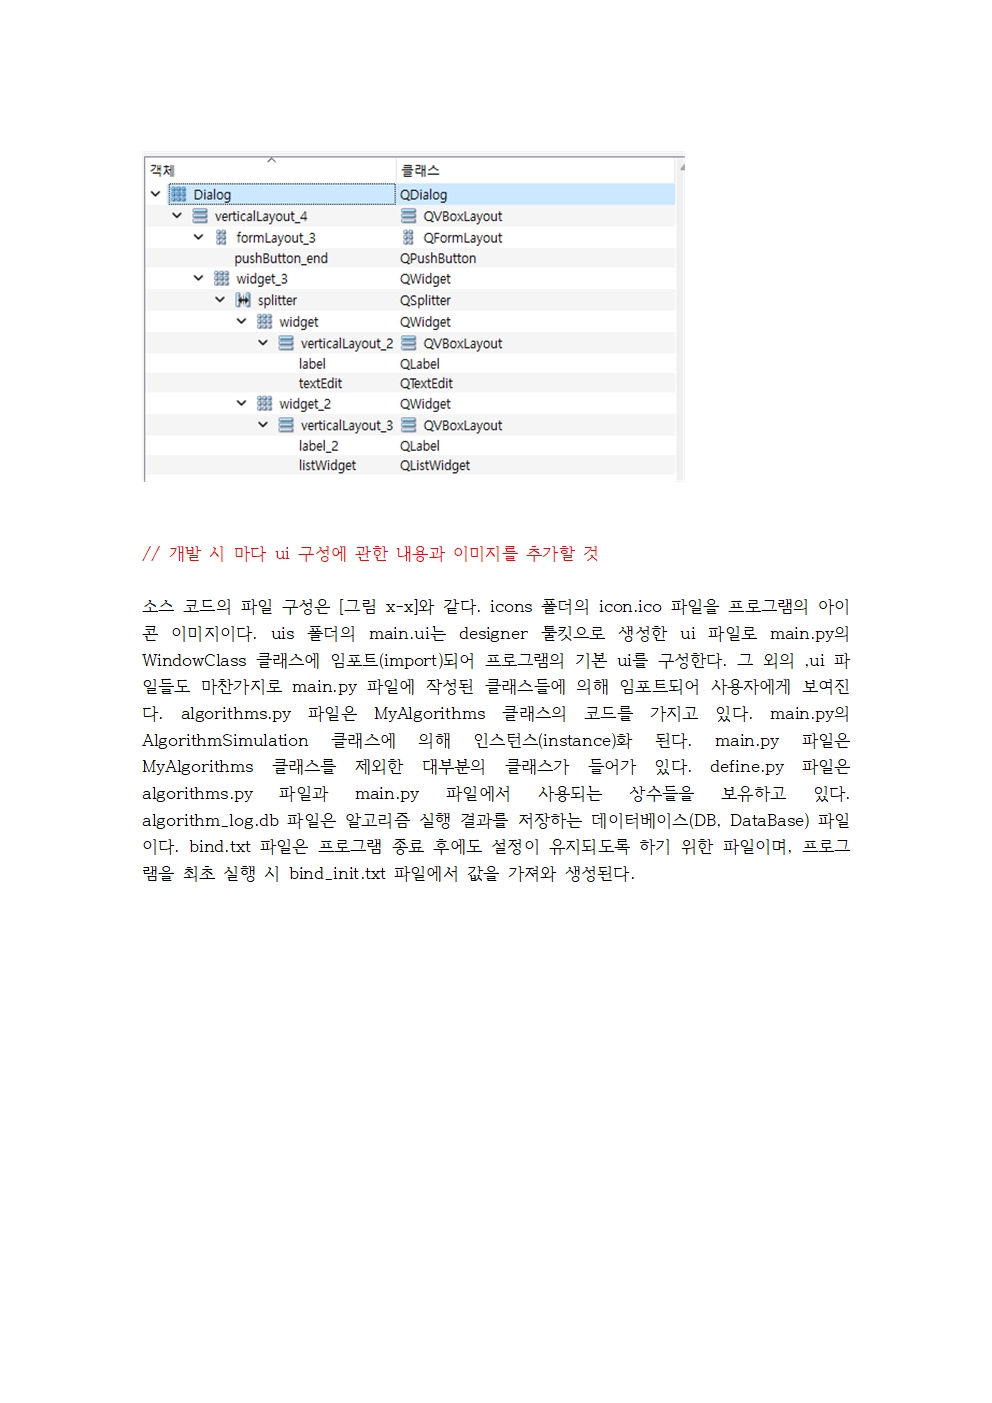 객체 클래스
Dialog QDialog
verticalLayout_4 QVBoxLayout
formLayout_3 QFormLayout
pushButton_end QPushButton
widget_3 QWidget
splitter QSplitter
widget QWidget
verticalLayout_2 QVBoxLayout
label QLabel
textEdit QTextEdit
widget_2 QWidget
verticalLayout_3 QVBoxLayout
label_2 QLabel
listWidget QListWidget
// 개발 시 마다 ui 구성에 관한 내용과 이미지를 추가할 것
소스 코드의 파일 구성은 [그림 x-x]와 같다. icons 폴더의 icon.ico 파일을 프로그램의 아이
콘 이미지이다. uis 폴더의 main.ui는 designer 툴킷으로 생성한 ui 파일로 main.py의
WindowClass 클래스에 임포트(import)되어 프로그램의 기본 ui를 구성한다. 그 외의 ,ui 파
일들도 마찬가지로 main.py 파일에 작성된 클래스들에 의해 임포트되어 사용자에게 보여진
다. algorithms.py 파일은 MyAlgorithms 클래스의 코드를 가지고 있다. main.py의
AlgorithmSimulation 클래스에 의해 인스턴스(instance)화 된다. main.py 파일은
MyAlgorithms 클래스를 제외한 대부분의 클래스가 들어가 있다. define.py 파일은
algorithms.py 파일과 main.py 파일에서 사용되는 상수들을 보유하고 있다.
algorithm_log.db 파일은 알고리즘 실행 결과를 저장하는 데이터베이스(DB, DataBase) 파일
이다. bind.txt 파일은 프로그램 종료 후에도 설정이 유지되도록 하기 위한 파일이며, 프로그
램을 최초 실행 시 bind_init.txt 파일에서 값을 가져와 생성된다.